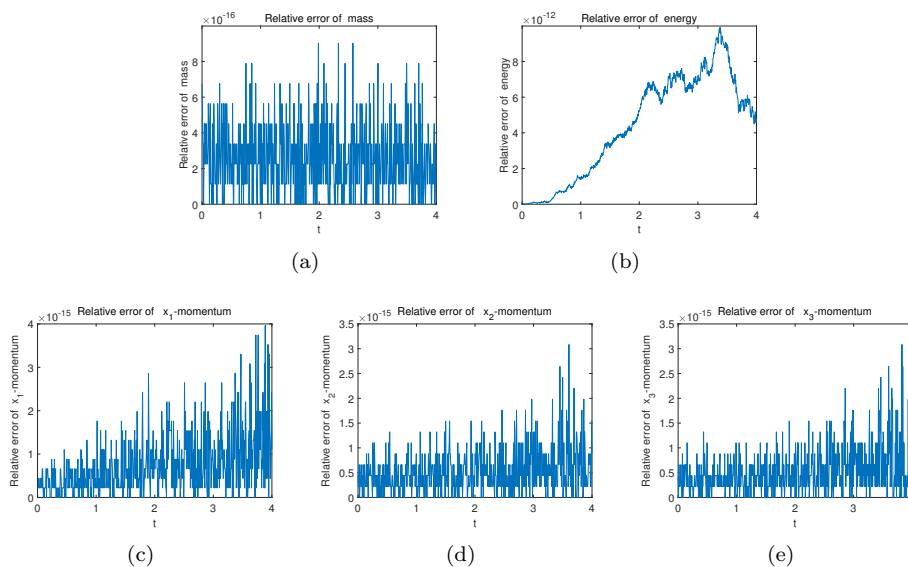 ×10⁻¹⁶ Relative error of mass
Relative error of mass
10
8
6
4
2
0
0 1 2 3 4
t
(a)
×10⁻¹² Relative error of energy
Relative error of energy
10
8
6
4
2
0
0 1 2 3 4
t
(b)
×10⁻¹⁵ Relative error of x₁-momentum
Relative error of x₁-momentum
4
3
2
1
0
0 1 2 3 4
t
(c)
×10⁻¹⁵ Relative error of x₂-momentum
Relative error of x₂-momentum
3.5
3
2.5
2
1.5
1
0.5
0
0 1 2 3 4
t
(d)
×10⁻¹⁵ Relative error of x₃-momentum
Relative error of x₃-momentum
3.5
3
2.5
2
1.5
1
0.5
0
0 1 2 3
t
(e)